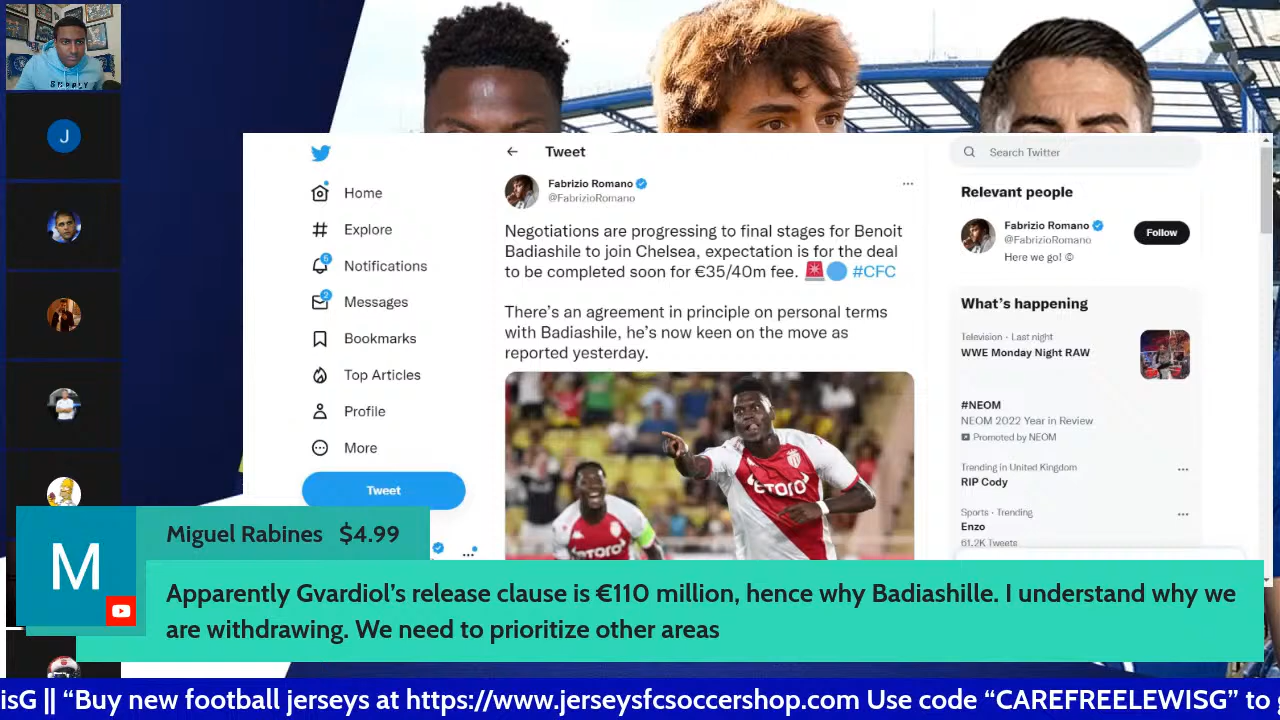 J
Home
Explore
6
Notifications
2
Messages
Bookmarks
Top Articles
Profile
More
Tweet
Tweet
Fabrizio Romano
@FabrizioRomano
Negotiations are progressing to final stages for Benoit
Badiashile to join Chelsea, expectation is for the deal
to be completed soon for €35/40m fee. 🚨🔵 #CFC
There's an agreement in principle on personal terms
with Badiashile, he's now keen on the move as
reported yesterday.
eToro
eToro
Search Twitter
Relevant people
Fabrizio Romano
@FabrizioRomano
Follow
Here we go! ©
What's happening
Television · Last night
WWE Monday Night RAW
#NEOM
NEOM 2022 Year in Review
Promoted by NEOM
Trending in United Kingdom
RIP Cody
Sports · Trending
Enzo
61.2K Tweets
M
Miguel Rabines $4.99
Apparently Gvardiol's release clause is €110 million, hence why Badiashille. I understand why we
are withdrawing. We need to prioritize other areas
isG || “Buy new football jerseys at https://www.jerseysfcsoccershop.com Use code “CAREFREELEWISG” to